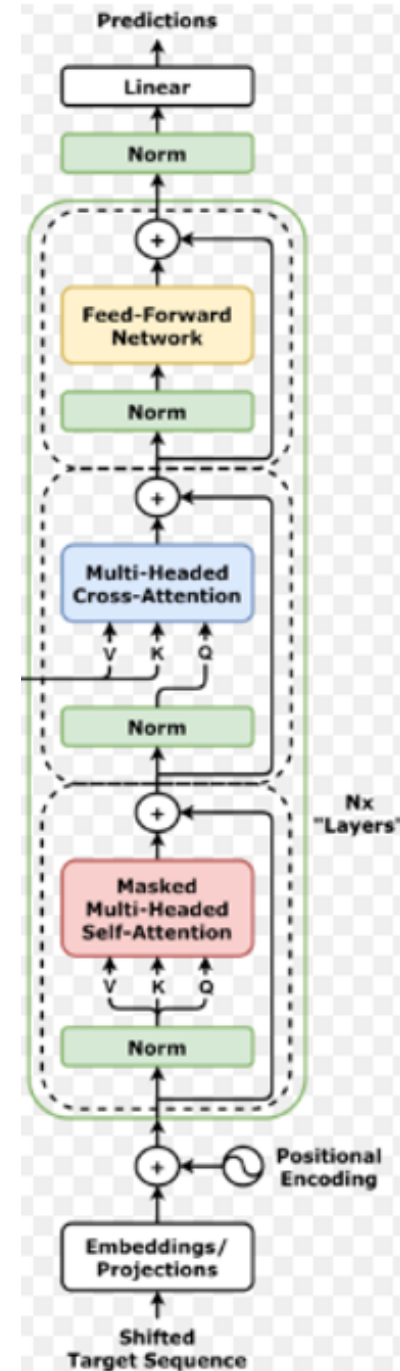 Predictions
Linear
Norm
+
Feed-Forward
Network
Norm
+
Multi-Headed
Cross-Attention
V K Q
Norm
Nx
"Layers"
+
Masked
Multi-Headed
Self-Attention
V K Q
Norm
+
Positional
Encoding
Embeddings/
Projections
Shifted
Target Sequence